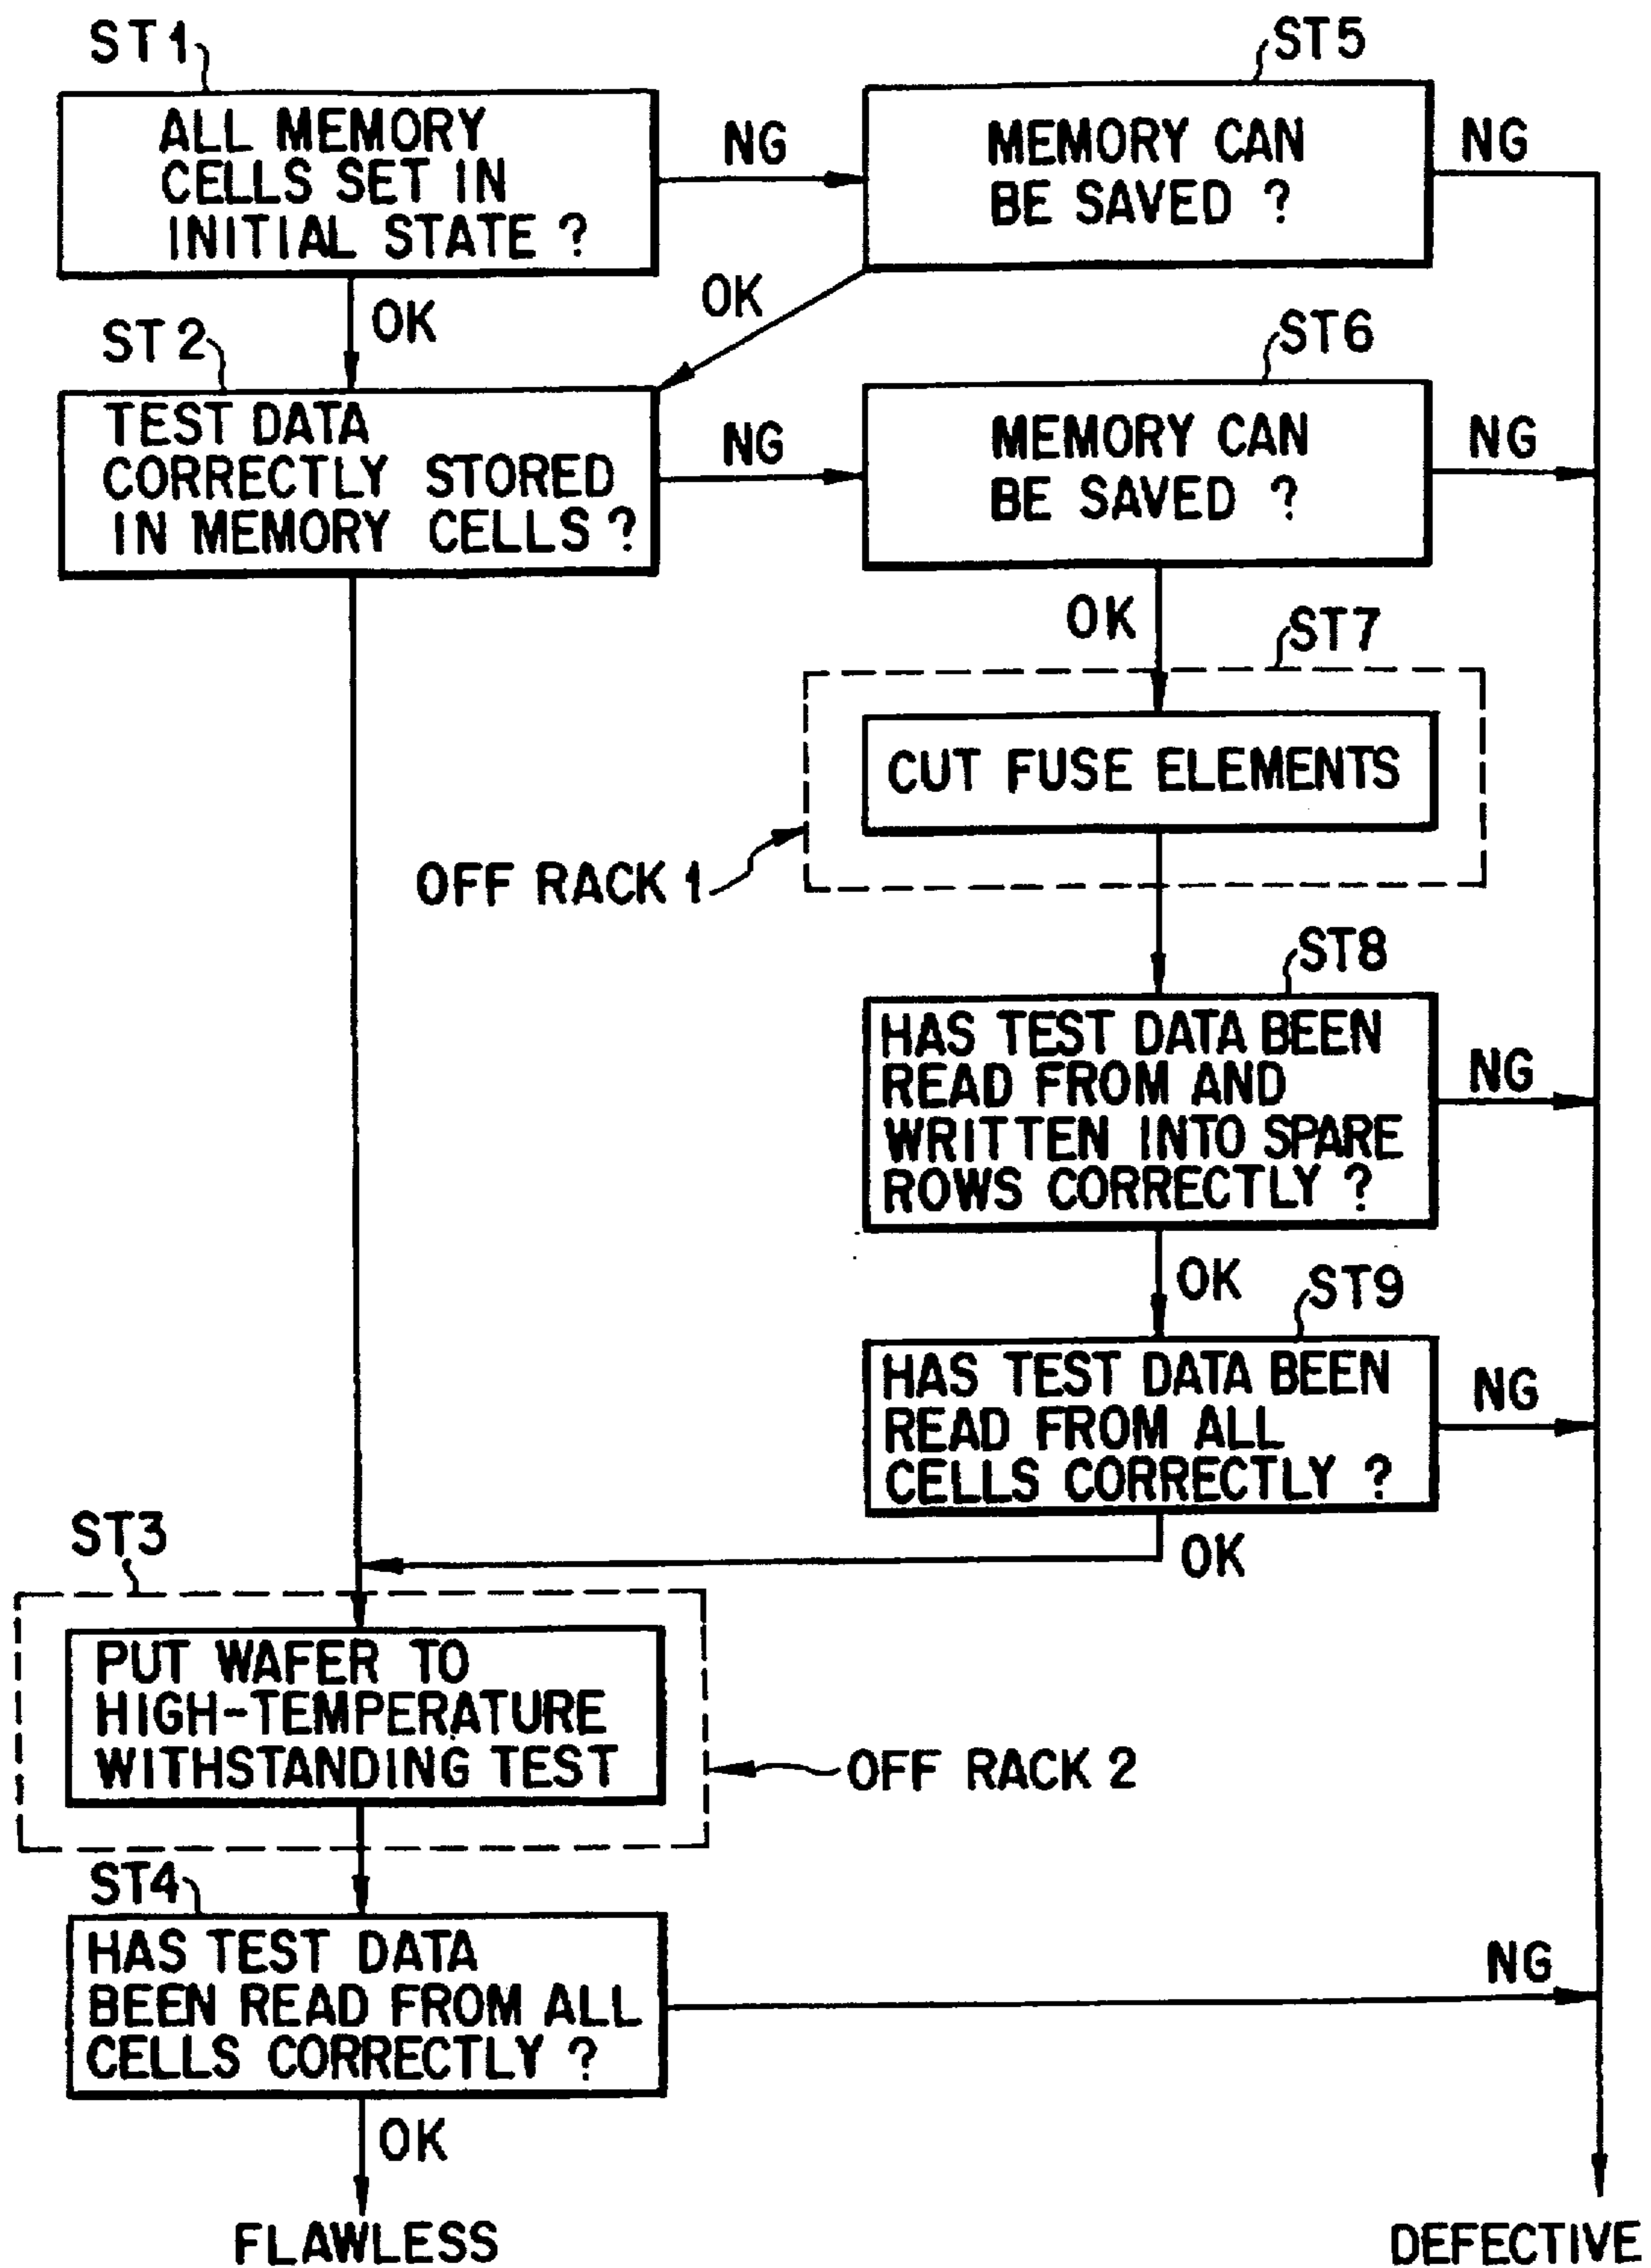 ST1
ALL MEMORY
CELLS SET IN
INITIAL STATE ?
NG
ST5
MEMORY CAN
BE SAVED ?
NG
OK
OK
ST2
TEST DATA
CORRECTLY STORED
IN MEMORY CELLS ?
NG
ST6
MEMORY CAN
BE SAVED ?
NG
OK
ST7
CUT FUSE ELEMENTS
OFF RACK 1
ST8
HAS TEST DATA BEEN
READ FROM AND
WRITTEN INTO SPARE
ROWS CORRECTLY ?
NG
OK
ST9
HAS TEST DATA BEEN
READ FROM ALL
CELLS CORRECTLY ?
NG
OK
ST3
PUT WAFER TO
HIGH-TEMPERATURE
WITHSTANDING TEST
OFF RACK 2
ST4
HAS TEST DATA
BEEN READ FROM ALL
CELLS CORRECTLY ?
NG
OK
FLAWLESS
DEFECTIVE